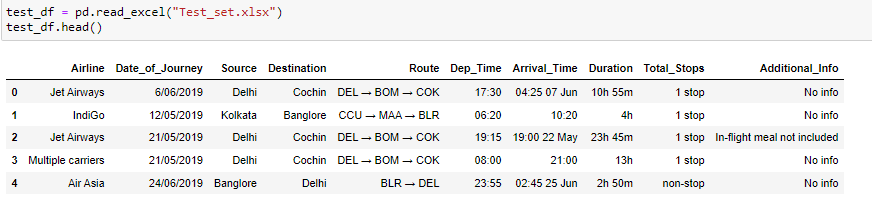 test_df = pd.read_excel("Test_set.xlsx")
test_df.head()
Airline Date_of_Journey Source Destination Route Dep_Time Arrival_Time Duration Total_Stops Additional_Info
0 Jet Airways 6/06/2019 Delhi Cochin DEL → BOM → COK 17:30 04:25 07 Jun 10h 55m 1 stop No info
1 IndiGo 12/05/2019 Kolkata Banglore CCU → MAA → BLR 06:20 10:20 4h 1 stop No info
2 Jet Airways 21/05/2019 Delhi Cochin DEL → BOM → COK 19:15 19:00 22 May 23h 45m 1 stop In-flight meal not included
3 Multiple carriers 21/05/2019 Delhi Cochin DEL → BOM → COK 08:00 21:00 13h 1 stop No info
4 Air Asia 24/06/2019 Banglore Delhi BLR → DEL 23:55 02:45 25 Jun 2h 50m non-stop No info